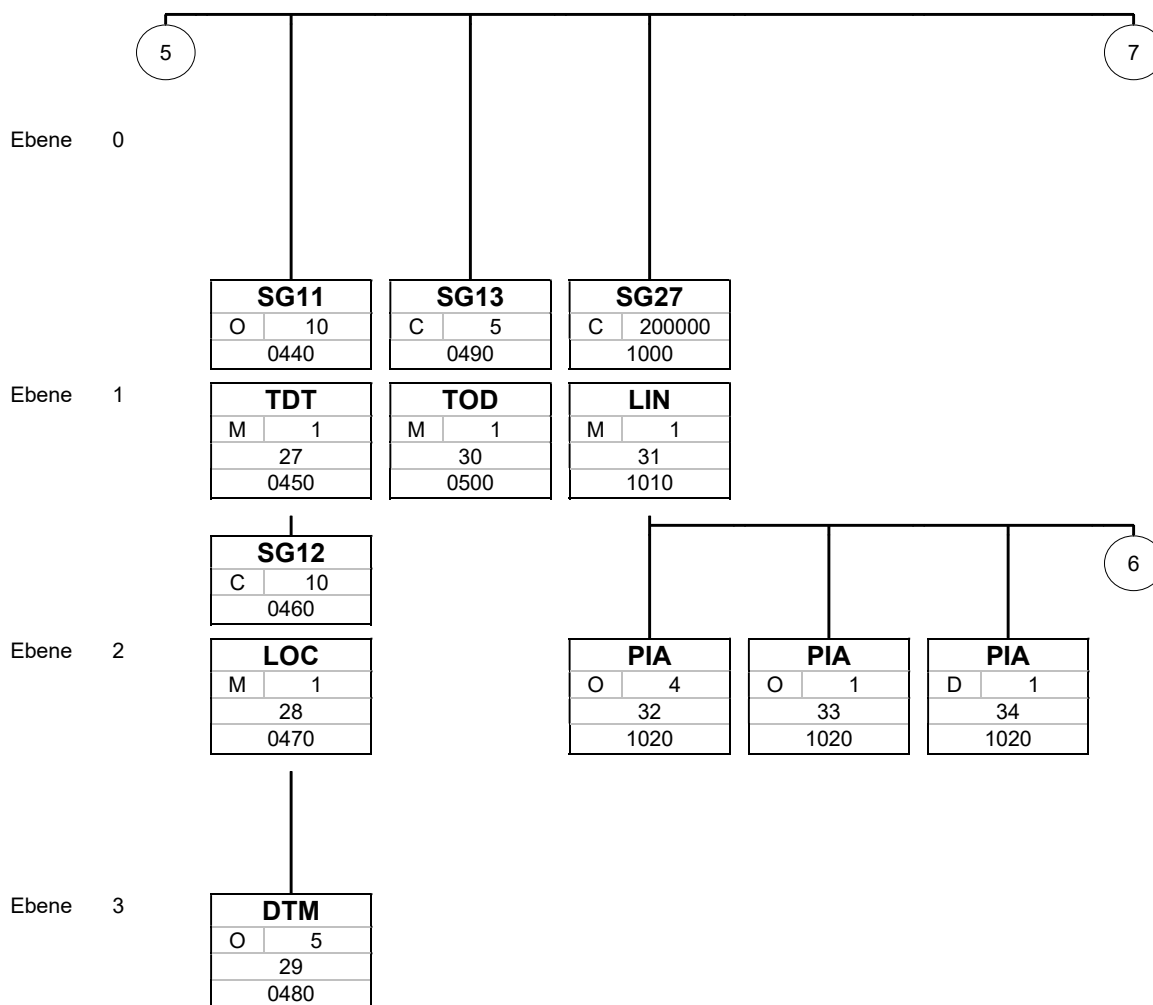 5 7
Ebene 0
SG11 SG13 SG27
O 10 C 5 C 200000
0440 0490 1000
Ebene 1 TDT TOD LIN
M 1 M 1 M 1
27 30 31
0450 0500 1010
SG12 6
C 10
0460
Ebene 2 LOC PIA PIA PIA
M 1 O 4 O 1 D 1
28 32 33 34
0470 1020 1020 1020
Ebene 3 DTM
O 5
29
0480